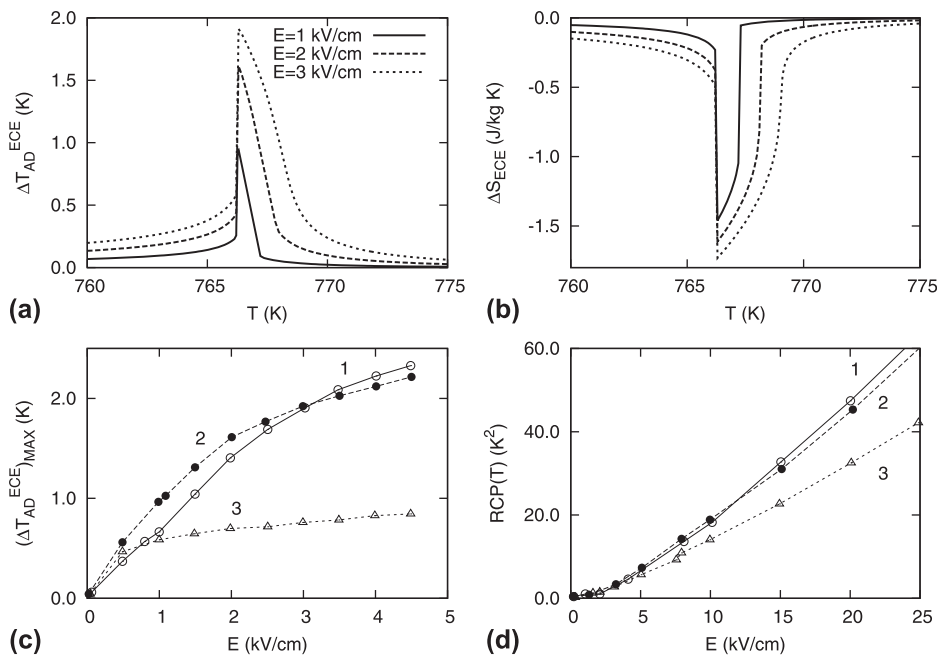 2.0
1.5
1.0
0.5
0.0
ΔT_AD^ECE (K)
E=1 kV/cm
E=2 kV/cm
E=3 kV/cm
760 765 770 775
T (K)
(a)
0.0
-0.5
-1.0
-1.5
ΔS_ECE (J/kg K)
760 765 770 775
T (K)
(b)
2.0
1.0
0.0
(ΔT_AD^ECE)_MAX (K)
1
2
3
0 1 2 3 4 5
E (kV/cm)
(c)
60.0
40.0
20.0
0.0
RCP(T) (K²)
1
2
3
0 5 10 15 20 25
E (kV/cm)
(d)